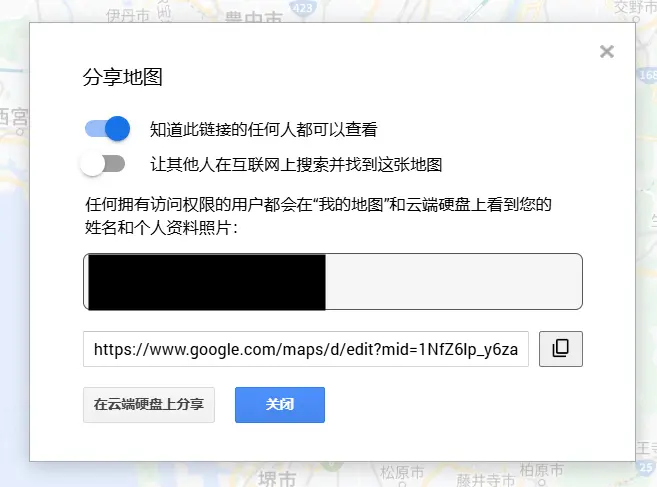 伊丹市
豊中市
423
交野市
168
西宮
分享地图
知道此链接的任何人都可以查看
让其他人在互联网上搜索并找到这张地图
任何拥有访问权限的用户都会在“我的地图”和云端硬盘上看到您的
姓名和个人资料照片：
https://www.google.com/maps/d/edit?mid=1NfZ6Ip_y6za
在云端硬盘上分享
关闭
堺市
松原市
藤井寺市
柏原市
王寺
25